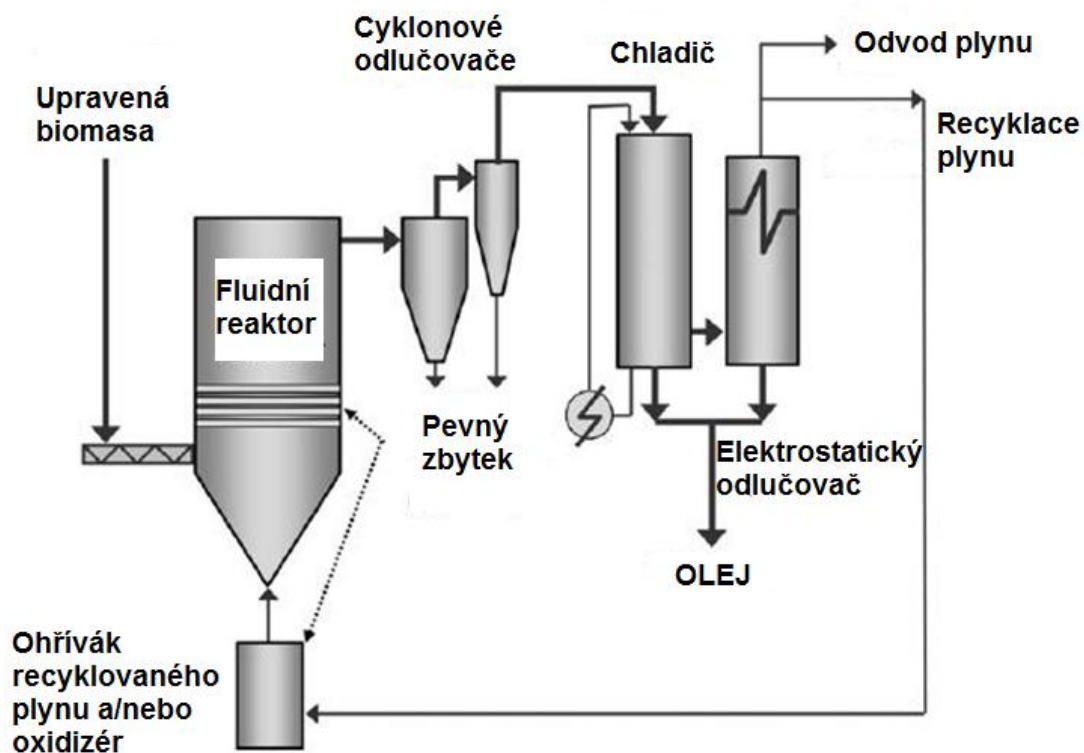 Cyklonové
odlučovače
Chladič
Odvod plynu
Upravená
biomasa
Recyklace
plynu
Fluidní
reaktor
Pevný
zbytek
Elektrostatický
odlučovač
OLEJ
Ohřívák
recyklovaného
plynu a/nebo
oxidizér